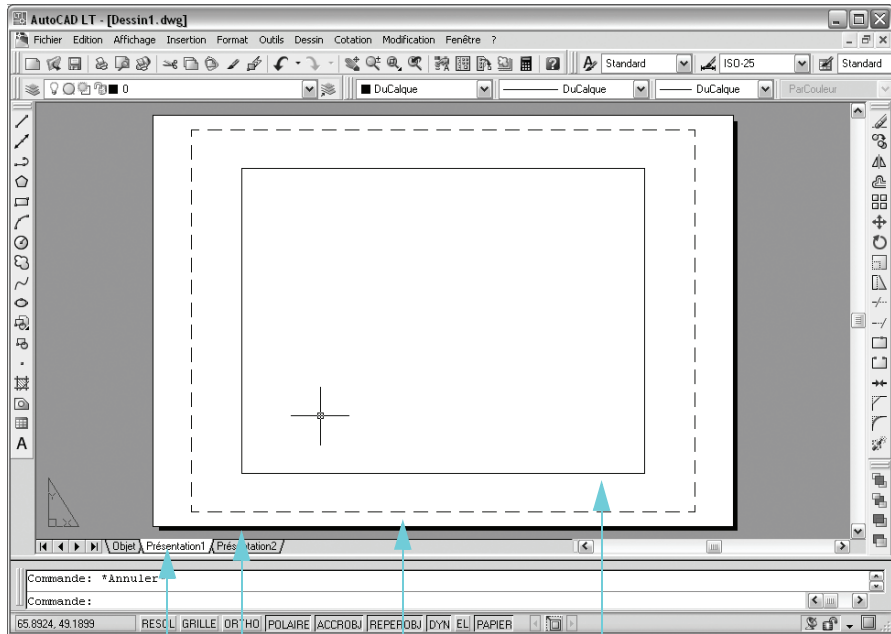 AutoCAD LT - [Dessin1.dwg]
Fichier Edition Affichage Insertion Format Outils Dessin Cotation Modification Fenêtre ?
Standard ISO-25 Standard
0 DuCalque DuCalque DuCalque ParCouleur
A
Y
X
Objet Présentation1 Présentation2
Commande: *Annuler*
Commande:
65.8924, 49.1899 RESOL GRILLE ORTHO POLAIRE ACCROBJ REPEROBJ DYN EL PAPIER